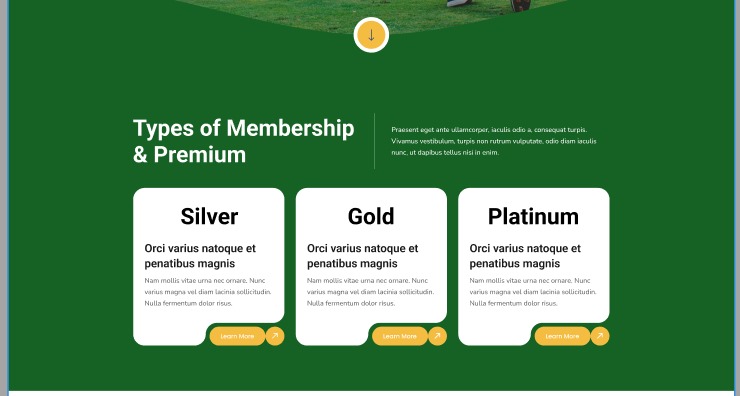 Types of Membership
& Premium
Praesent eget ante ullamcorper, iaculis odio a, consequat turpis.
Vivamus vestibulum, turpis non rutrum vulputate, odio diam iaculis
nunc, ut dapibus tellus nisi in enim.
Silver
Orci varius natoque et
penatibus magnis
Nam mollis vitae urna nec ornare. Nunc
varius magna vel diam lacinia sollicitudin.
Nulla fermentum dolor risus.
Learn More
Gold
Orci varius natoque et
penatibus magnis
Nam mollis vitae urna nec ornare. Nunc
varius magna vel diam lacinia sollicitudin.
Nulla fermentum dolor risus.
Learn More
Platinum
Orci varius natoque et
penatibus magnis
Nam mollis vitae urna nec ornare. Nunc
varius magna vel diam lacinia sollicitudin.
Nulla fermentum dolor risus.
Learn More